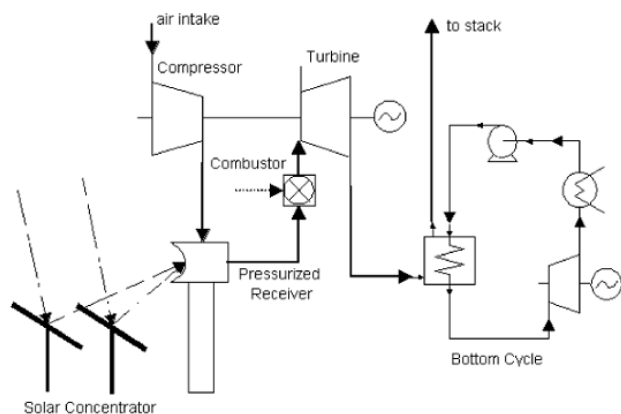 air intake
to stack
Turbine
Compressor
Combustor
Pressurized
Receiver
Bottom Cycle
Solar Concentrator